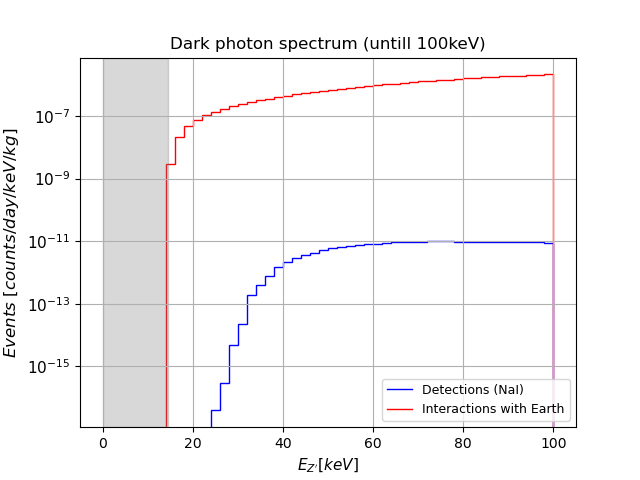 Dark photon spectrum (untill 100keV)
Events [counts/day/keV/kg]
10⁻⁷
10⁻⁹
10⁻¹¹
10⁻¹³
10⁻¹⁵
Detections (NaI)
Interactions with Earth
0 20 40 60 80 100
E_{Z'}[keV]